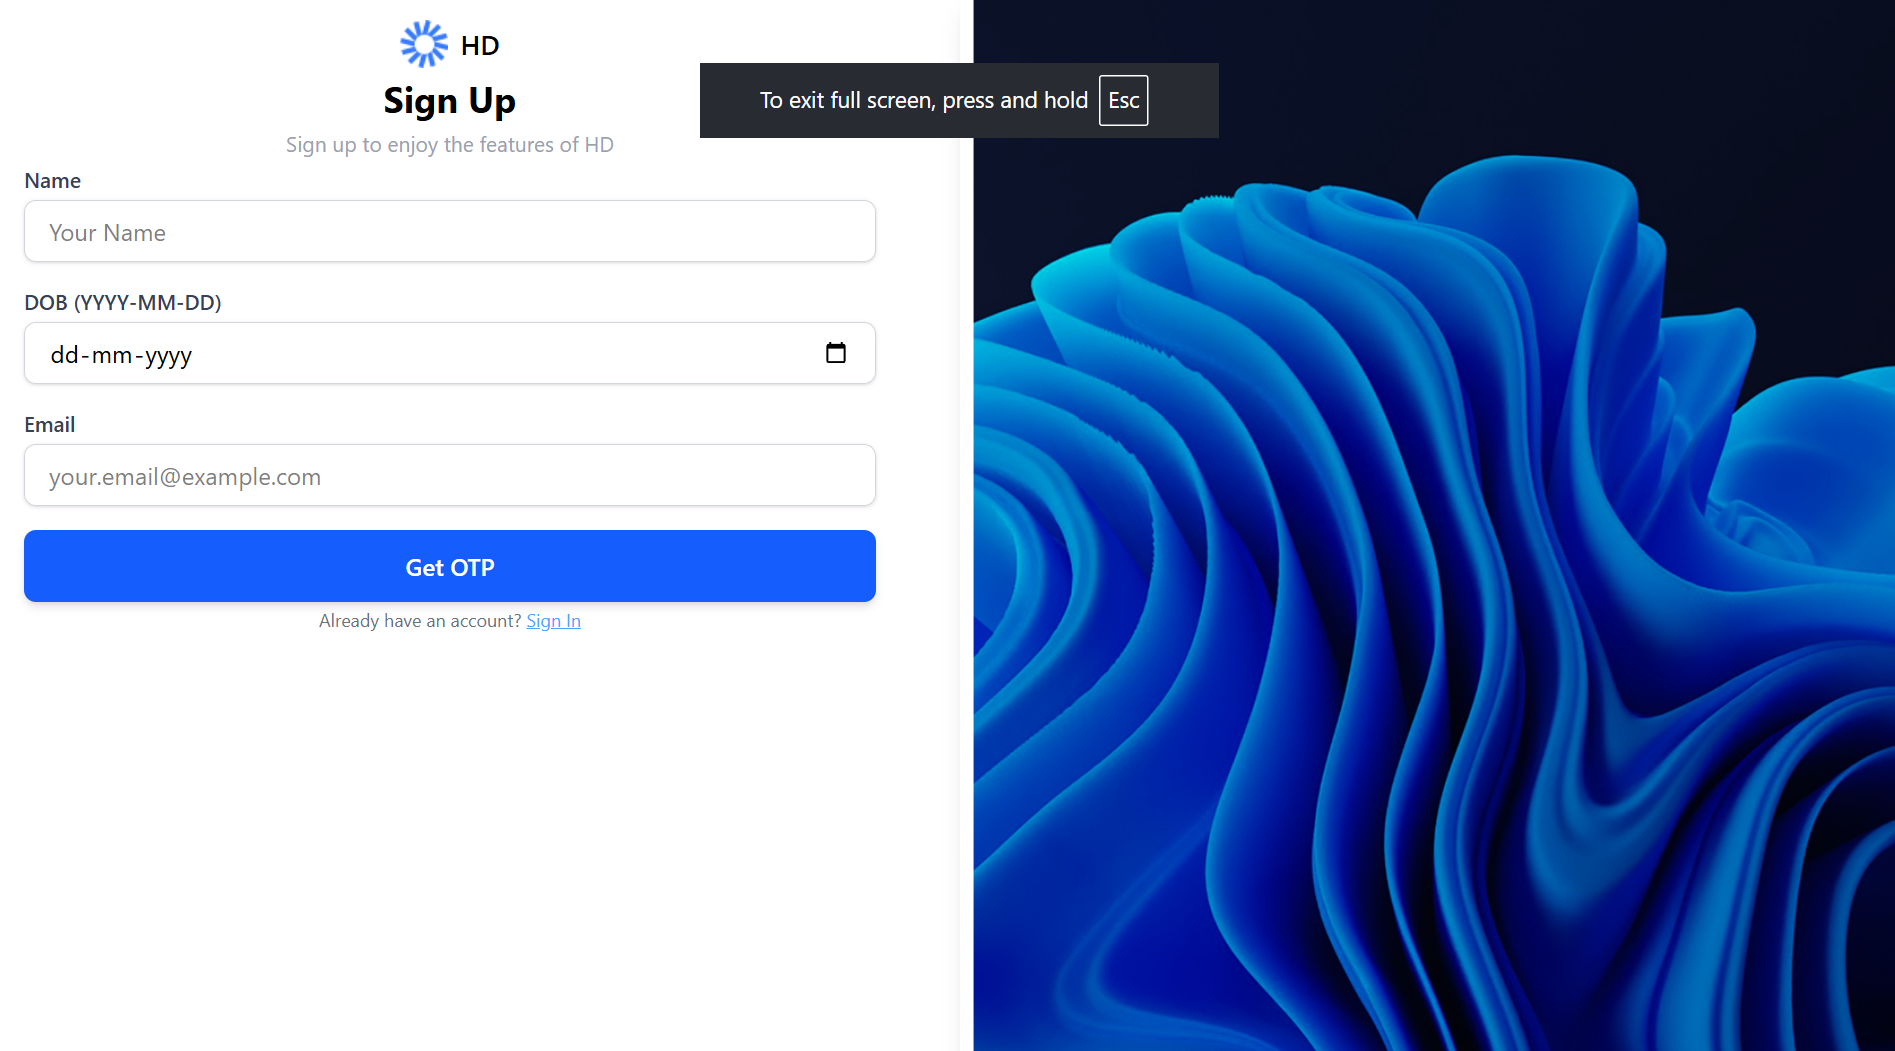 HD
Sign Up
Sign up to enjoy the features of HD
To exit full screen, press and hold Esc
Name
Your Name
DOB (YYYY-MM-DD)
dd-mm-yyyy
Email
your.email@example.com
Get OTP
Already have an account? Sign In